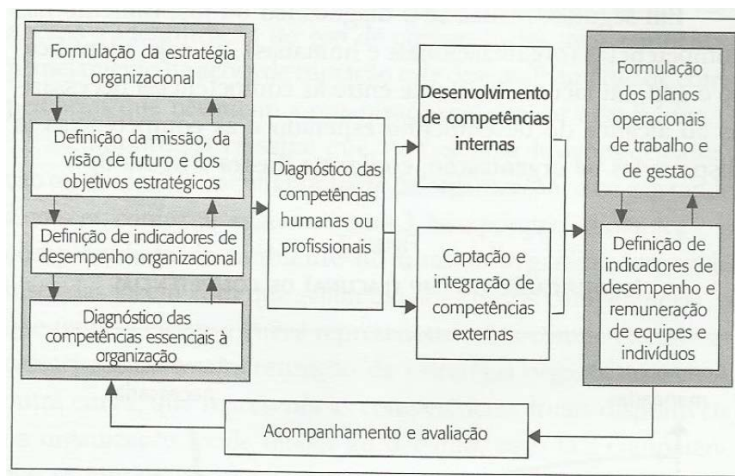 Formulação da estratégia
organizacional
Definição da missão, da
visão de futuro e dos
objetivos estratégicos
Definição de indicadores de
desempenho organizacional
Diagnóstico das
competências essenciais à
organização
Diagnóstico das
competências
humanas ou
profissionais
Desenvolvimento
de competências
internas
Captação e
integração de
competências
externas
Formulação
dos planos
operacionais
de trabalho e
de gestão
Definição de
indicadores de
desempenho e
remuneração
de equipes e
indivíduos
Acompanhamento e avaliação